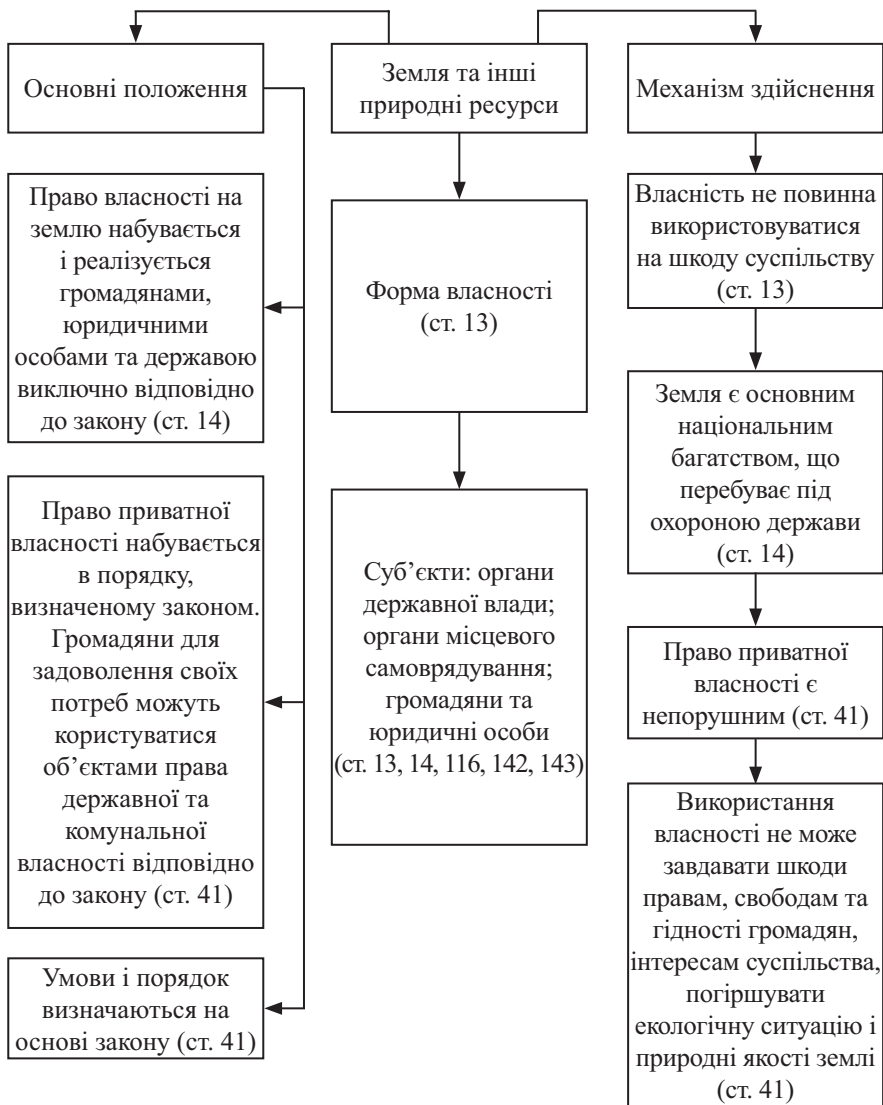 Основні положення
Земля та інші
природні ресурси
Механізм здійснення
Право власності на
землю набувається
і реалізується
громадянами,
юридичними
особами та державою
виключно відповідно
до закону (ст. 14)
Право приватної
власності набувається
в порядку,
визначеному законом.
Громадяни для
задоволення своїх
потреб можуть
користуватися
об’єктами права
державної та
комунальної
власності відповідно
до закону (ст. 41)
Умови і порядок
визначаються на
основі закону (ст. 41)
Форма власності
(ст. 13)
Суб’єкти: органи
державної влади;
органи місцевого
самоврядування;
громадяни та
юридичні особи
(ст. 13, 14, 116, 142, 143)
Власність не повинна
використовуватися
на шкоду суспільству
(ст. 13)
Земля є основним
національним
багатством, що
перебуває під
охороною держави
(ст. 14)
Право приватної
власності є
непорушним (ст. 41)
Використання
власності не може
завдавати шкоди
правам, свободам та
гідності громадян,
інтересам суспільства,
погіршувати
екологічну ситуацію і
природні якості землі
(ст. 41)